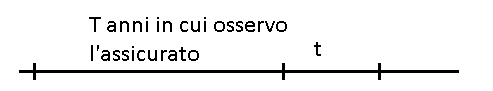 T anni in cui osservo
l'assicurato
t